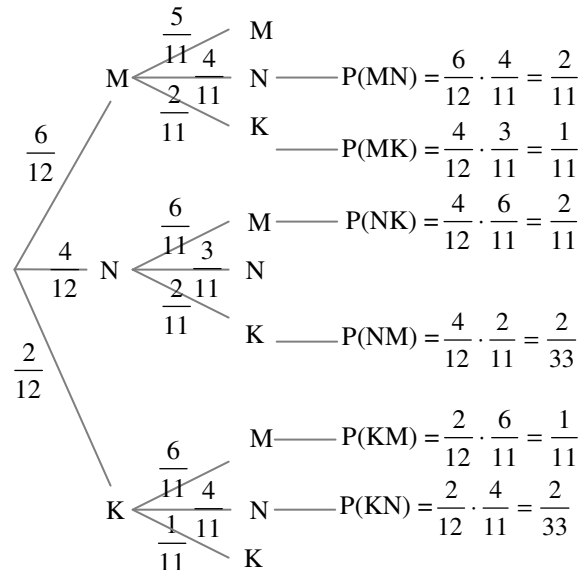 5/11 M
M 4/11 N P(MN) = 6/12 · 4/11 = 2/11
2/11 K
P(MK) = 4/12 · 3/11 = 1/11
6/12
6/11 M P(NK) = 4/12 · 6/11 = 2/11
4/12 N 3/11 N
2/11 K P(NM) = 4/12 · 2/11 = 2/33
2/12
6/11 M P(KM) = 2/12 · 6/11 = 1/11
K 4/11 N P(KN) = 2/12 · 4/11 = 2/33
1/11 K